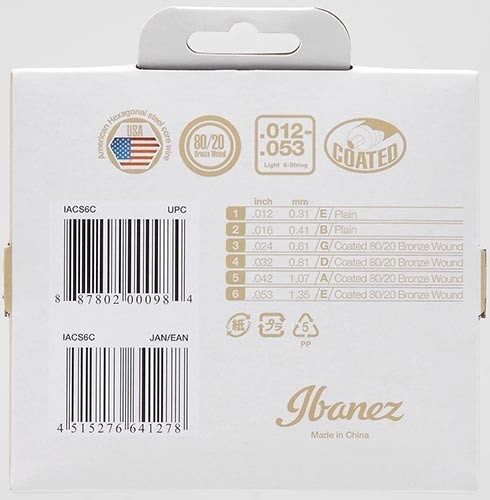 American Hexagonal steel core wire
USA
80/20
Bronze Wound
.012-
.053
Light 6-String
COATED
IACS6C UPC
8 87802 00098 4
IACS6C JAN/EAN
4 515276 641278
inch mm
1 .012 0.31 /E/ Plain
2 .016 0.41 /B/ Plain
3 .024 0.61 /G/ Coated 80/20 Bronze Wound
4 .032 0.81 /D/ Coated 80/20 Bronze Wound
5 .042 1.07 /A/ Coated 80/20 Bronze Wound
6 .053 1.35 /E/ Coated 80/20 Bronze Wound
紙 プラ 5
PP
Ibanez
Made in China